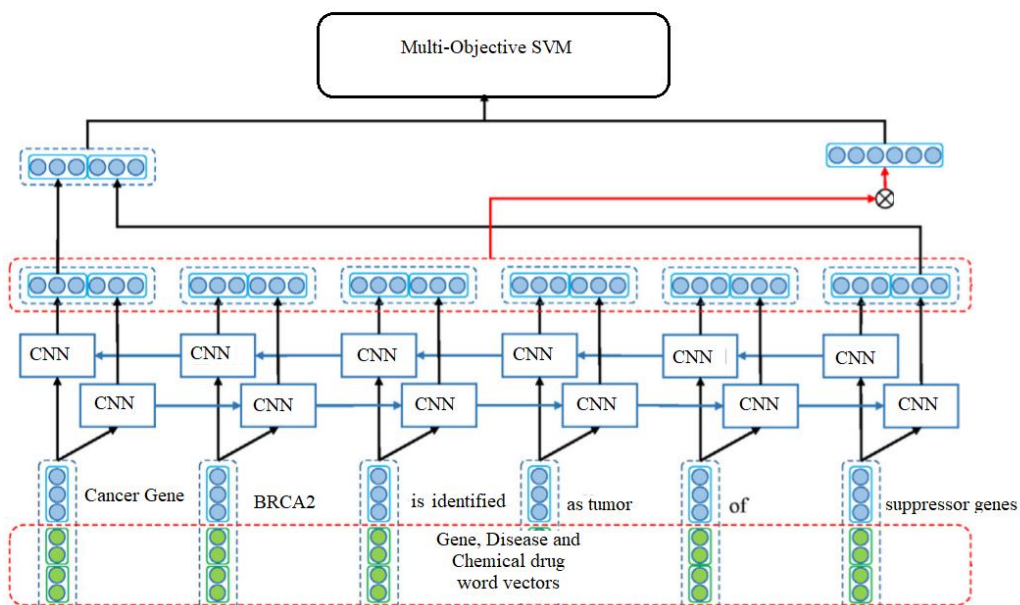 Multi-Objective SVM
CNN CNN CNN CNN CNN CNN
CNN CNN CNN CNN CNN CNN
Cancer Gene BRCA2 is identified as tumor of suppressor genes
Gene, Disease and
Chemical drug
word vectors